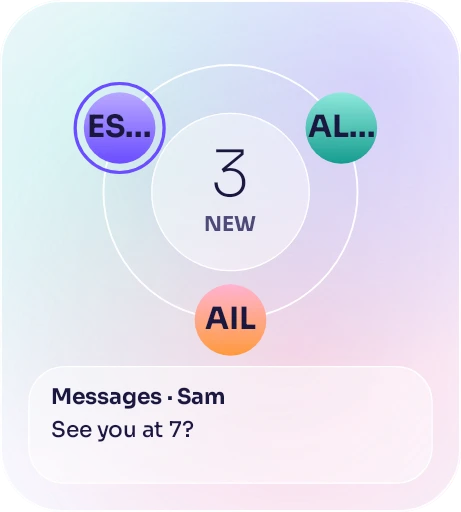 ES...
AL...
3
NEW
AIL
Messages · Sam
See you at 7?